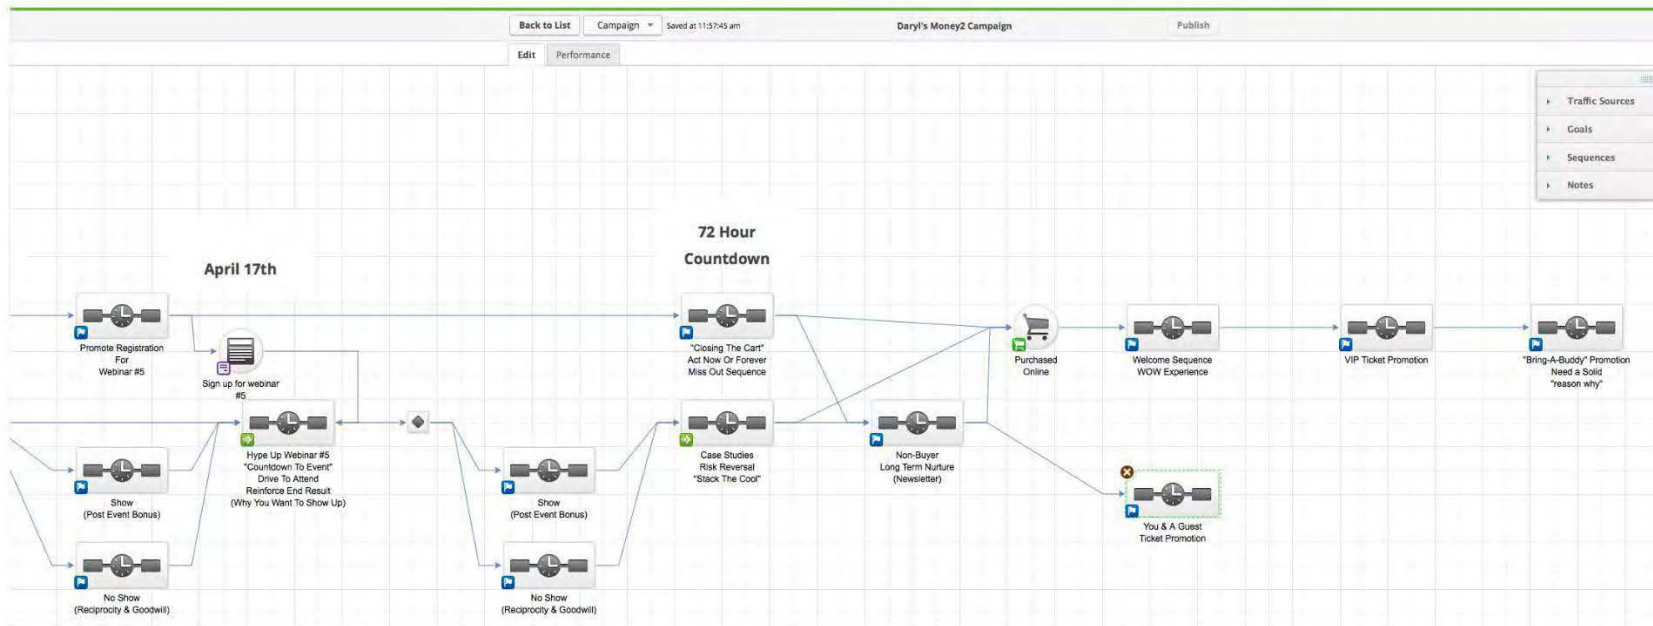 Back to List
Campaign
Saved at 11:57:45 am
Daryl's Money2 Campaign
Publish
Edit
Performance
Traffic Sources
Goals
Sequences
Notes
April 17th
72 Hour
Countdown
Promote Registration
For
Webinar #5
Sign up for webinar
#5
"Closing The Cart"
Act Now Or Forever
Miss Out Sequence
Purchased
Online
Welcome Sequence
WOW Experience
VIP Ticket Promotion
"Bring-A-Buddy" Promotion
Need a Solid
"reason why"
Hype Up Webinar #5
"Countdown To Event"
Drive To Attend
Reinforce End Result
(Why You Want To Show Up)
Case Studies
Risk Reversal
"Stack The Cool"
Non-Buyer
Long Term Nurture
(Newsletter)
Show
(Post Event Bonus)
Show
(Post Event Bonus)
You & A Guest
Ticket Promotion
No Show
(Reciprocity & Goodwill)
No Show
(Reciprocity & Goodwill)